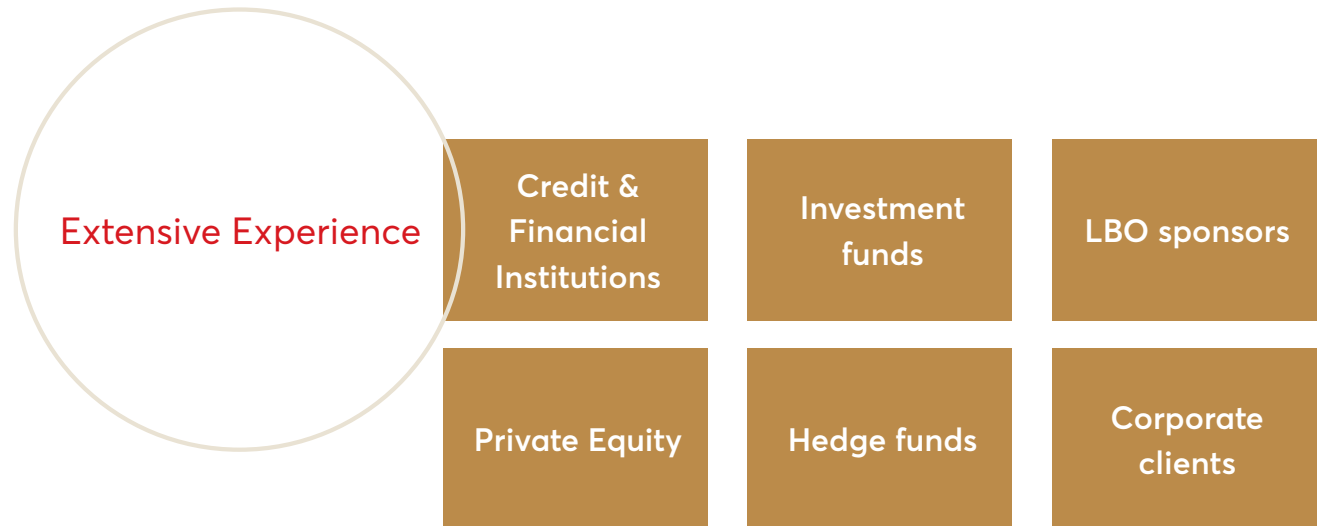 Extensive Experience
Credit &
Financial
Institutions
Investment
funds
LBO sponsors
Private Equity
Hedge funds
Corporate
clients